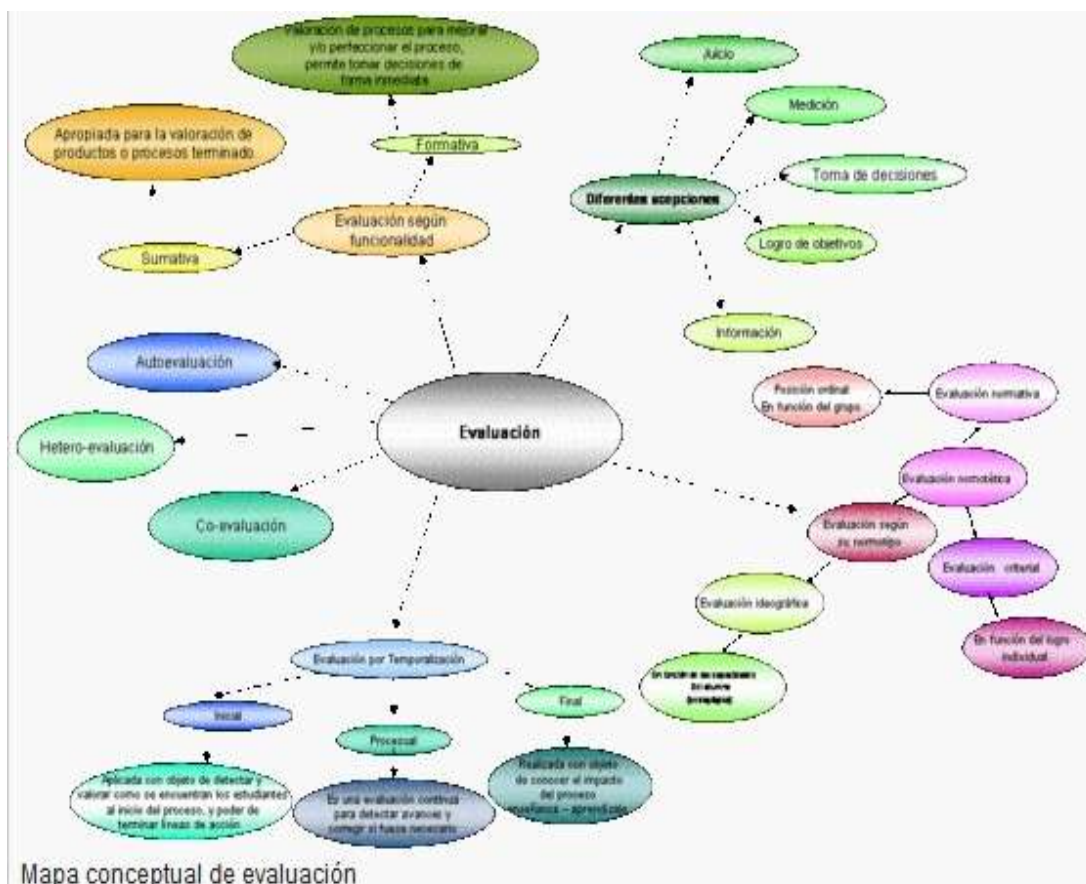 Valoración de procesos para mejorar
y/o perfeccionar el proceso,
permite tomar decisiones de
forma inmediata
Apropiada para la valoración de
productos o procesos terminado
Formativa
Evaluación según
funcionalidad
Sumativa
Juicio
Medición
Toma de decisiones
Diferentes acepciones
Logro de objetivos
Información
Autoevaluación
Hetero-evaluación
Co-evaluación
Evaluación
Posición ordinal
En función del grupo
Evaluación normativa
Evaluación nomotética
Evaluación según
su normotipo
Evaluación criterial
En función del logro
individual
Evaluación ideográfica
Evaluación por Temporalización
Inicial
Procesual
Final
Aplicada con objeto de detectar y
valorar como se encuentran los estudiantes
al inicio del proceso, y poder de
terminar líneas de acción
Es una evaluación continua
para detectar avances y
corregir si fuese necesario
Realizada con objeto
de conocer el impacto
del proceso
enseñanza – aprendizaje
Mapa conceptual de evaluación